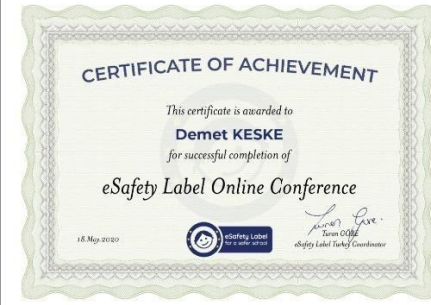 CERTIFICATE OF ACHIEVEMENT
This certificate is awarded to
Demet KESKE
for successful completion of
eSafety Label Online Conference
18.May.2020
eSafety Label
for a safer school
Turan
eSafety Label Turkey Coordinator